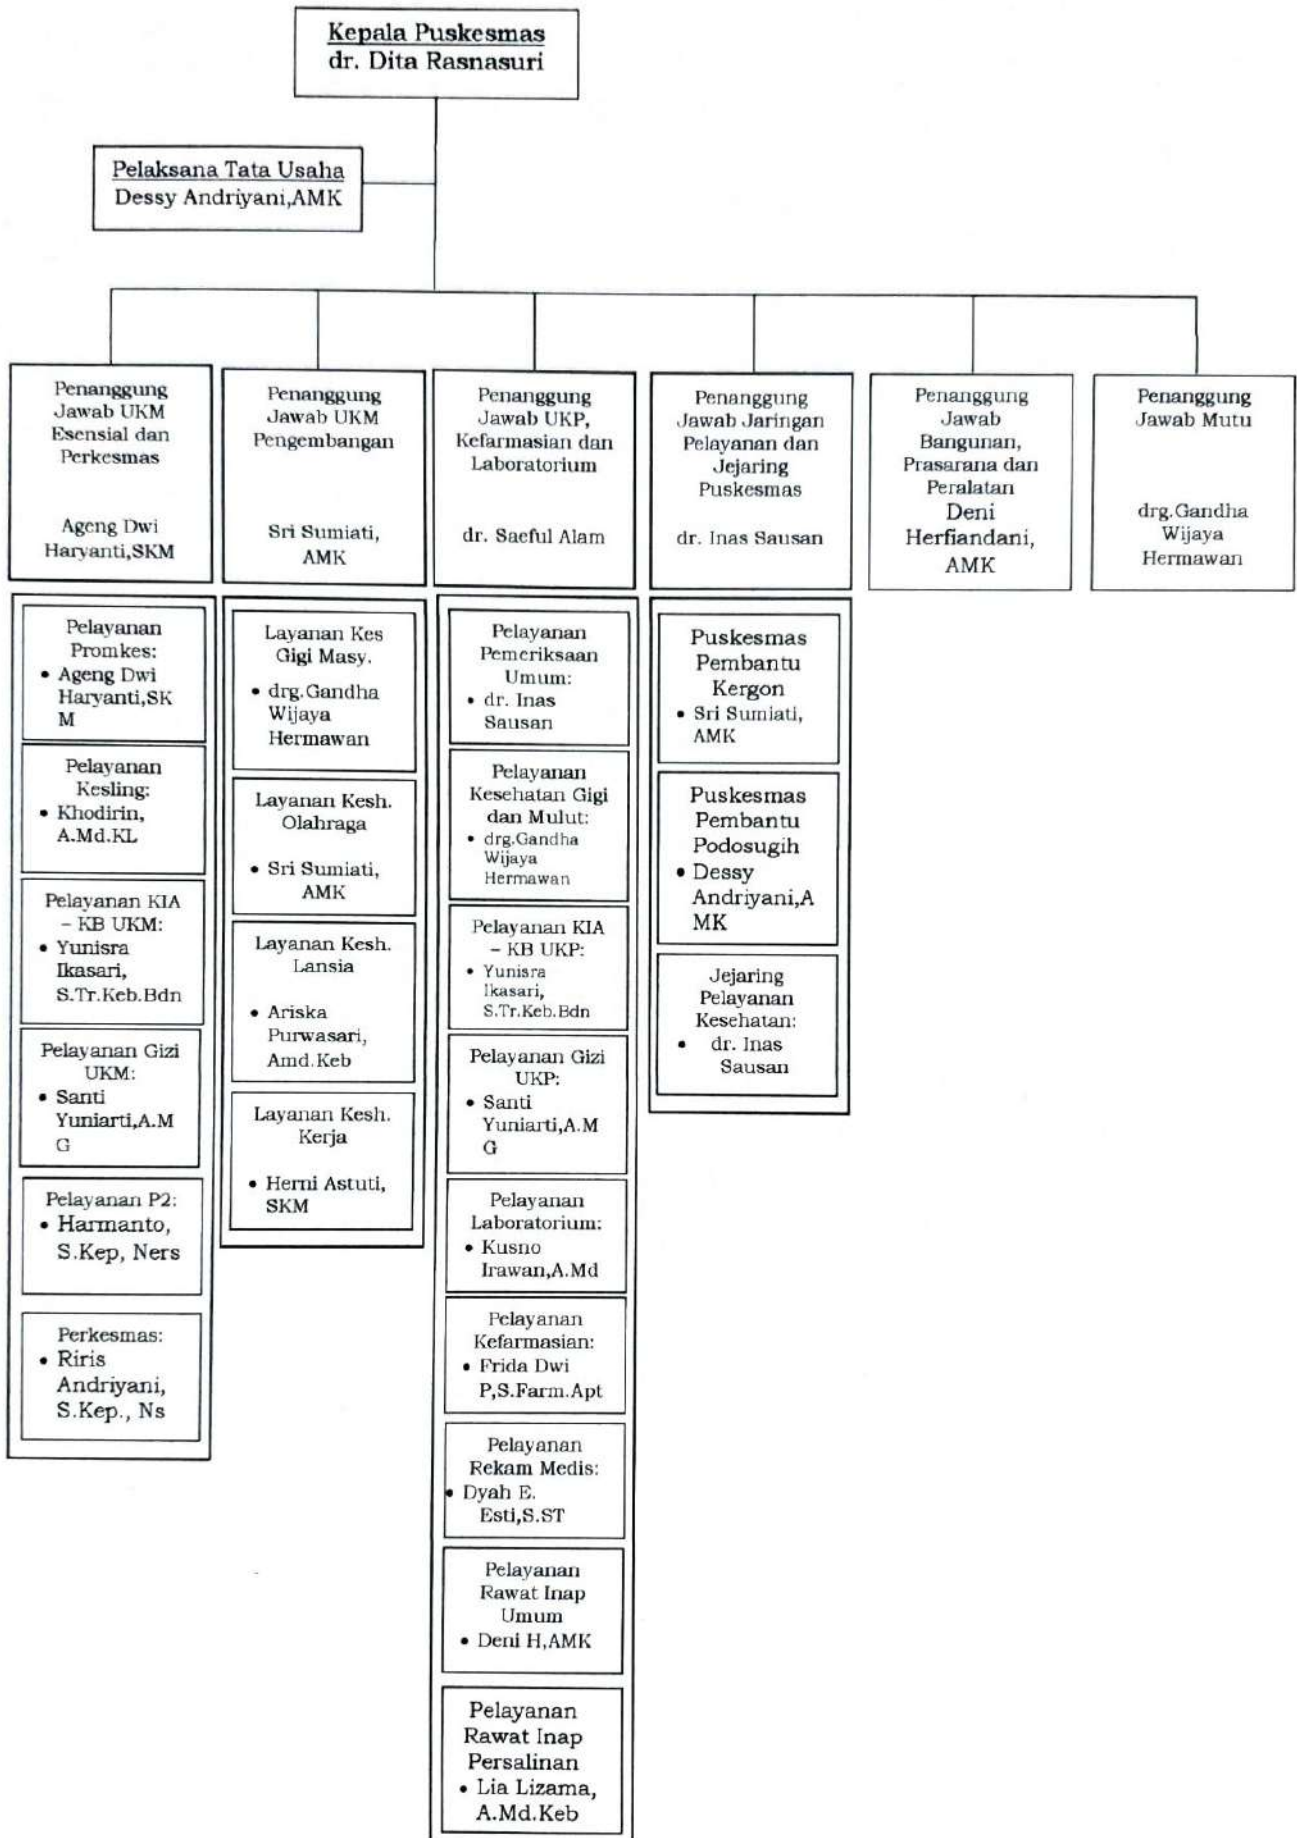 Kepala Puskesmas
dr. Dita Rasnasuri
Pelaksana Tata Usaha
Dessy Andriyani,AMK
Penanggung
Jawab UKM
Esensial dan
Perkesmas
Ageng Dwi
Haryanti,SKM
Penanggung
Jawab UKM
Pengembangan
Sri Sumiati,
AMK
Penanggung
Jawab UKP,
Kefarmasian dan
Laboratorium
dr. Saeful Alam
Penanggung
Jawab Jaringan
Pelayanan dan
Jejaring
Puskesmas
dr. Inas Sausan
Penanggung
Jawab
Bangunan,
Prasarana dan
Peralatan
Deni
Herfiandani,
AMK
Penanggung
Jawab Mutu
drg.Gandha
Wijaya
Hermawan
Pelayanan
Promkes:
• Ageng Dwi
Haryanti,SK
M
Pelayanan
Kesling:
• Khodirin,
A.Md.KL
Pelayanan KIA
– KB UKM:
• Yunisra
Ikasari,
S.Tr.Keb.Bdn
Pelayanan Gizi
UKM:
• Santi
Yuniarti,A.M
G
Pelayanan P2:
• Harmanto,
S.Kep, Ners
Perkesmas:
• Riris
Andriyani,
S.Kep., Ns
Layanan Kes
Gigi Masy.
• drg.Gandha
Wijaya
Hermawan
Layanan Kesh.
Olahraga
• Sri Sumiati,
AMK
Layanan Kesh.
Lansia
• Ariska
Purwasari,
Amd.Keb
Layanan Kesh.
Kerja
• Herni Astuti,
SKM
Pelayanan
Pemeriksaan
Umum:
• dr. Inas
Sausan
Pelayanan
Kesehatan Gigi
dan Mulut:
• drg.Gandha
Wijaya
Hermawan
Pelayanan KIA
– KB UKP:
• Yunisra
Ikasari,
S.Tr.Keb.Bdn
Pelayanan Gizi
UKP:
• Santi
Yuniarti,A.M
G
Pelayanan
Laboratorium:
• Kusno
Irawan,A.Md
Pelayanan
Kefarmasian:
• Frida Dwi
P,S.Farm.Apt
Pelayanan
Rekam Medis:
• Dyah E.
Esti,S.ST
Pelayanan
Rawat Inap
Umum
• Deni H,AMK
Pelayanan
Rawat Inap
Persalinan
• Lia Lizama,
A.Md.Keb
Puskesmas
Pembantu
Kergon
• Sri Sumiati,
AMK
Puskesmas
Pembantu
Podosugih
• Dessy
Andriyani,A
MK
Jejaring
Pelayanan
Kesehatan:
• dr. Inas
Sausan